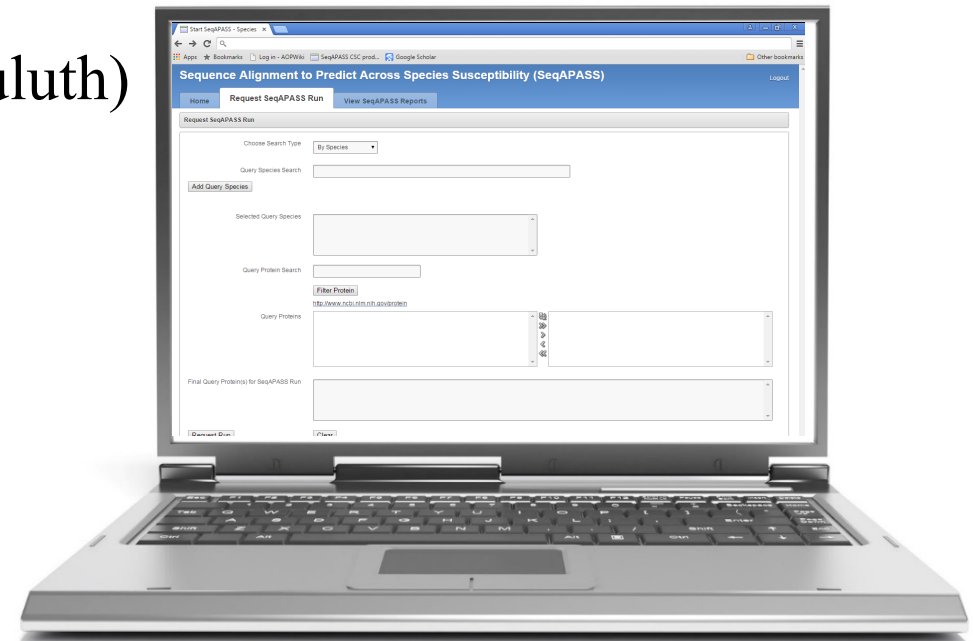 uluth)
Start SeqAPASS - Species
Apps Bookmarks Log in - AOPWiki SeqAPASS CSC prod... Google Scholar Other bookmarks
Sequence Alignment to Predict Across Species Susceptibility (SeqAPASS)
Logout
Home Request SeqAPASS Run View SeqAPASS Reports
Request SeqAPASS Run
Choose Search Type By Species
Query Species Search
Add Query Species
Selected Query Species
Query Protein Search
Filter Protein
http://www.ncbi.nlm.nih.gov/protein
Query Proteins
Final Query Protein(s) for SeqAPASS Run
Request Run Clear